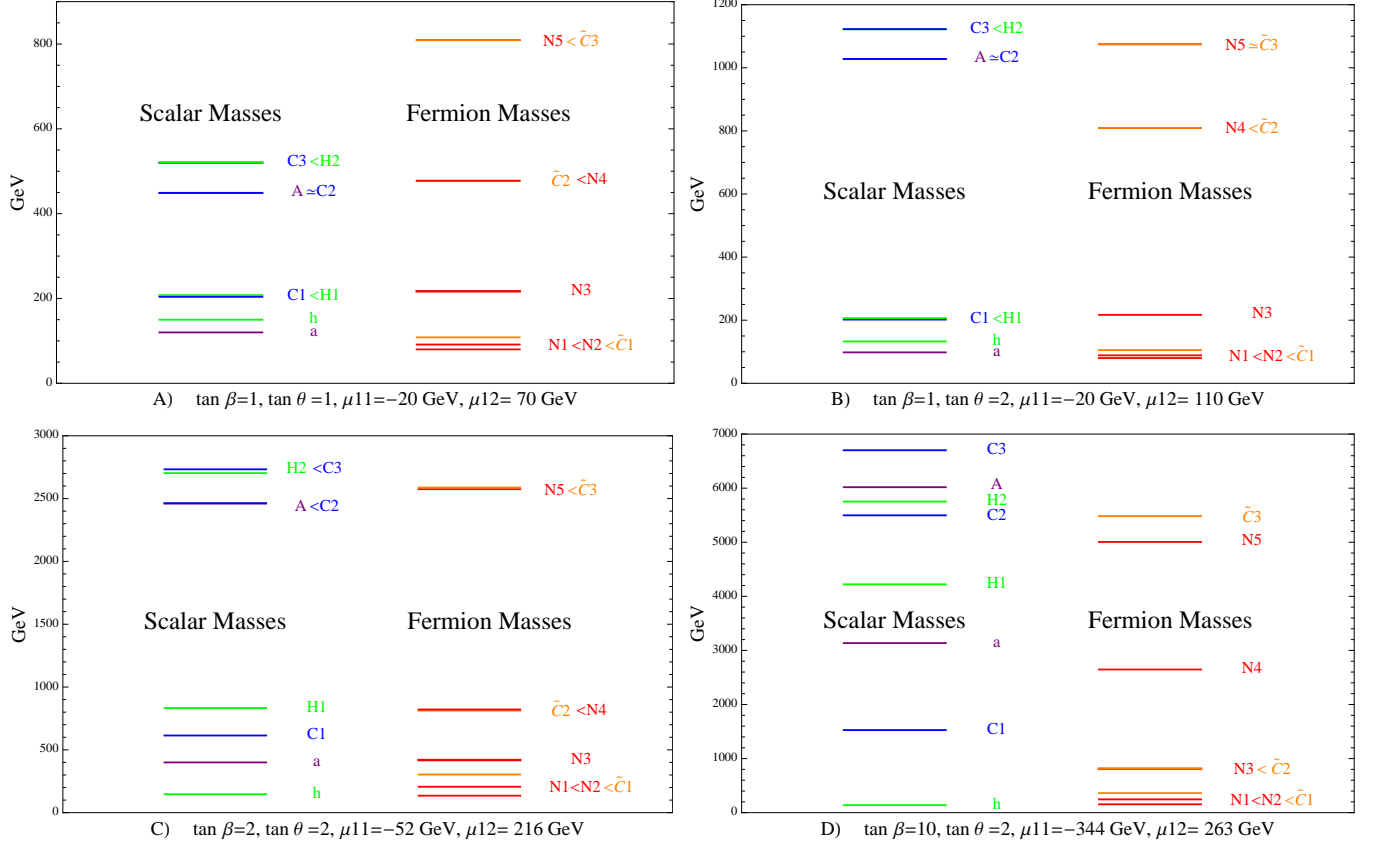 800
600
400
200
0
GeV
Scalar Masses
Fermion Masses
N5 < C̃3
C3 <H2
C̃2 <N4
A ≃C2
C1 <H1
N3
h
a
N1 <N2 < C̃1
A) tan β=1, tan θ =1, μ11=−20 GeV, μ12= 70 GeV
1200
1000
800
600
400
200
0
GeV
C3 <H2
N5 ≃ C̃3
A ≃C2
N4 < C̃2
Scalar Masses
Fermion Masses
C1 <H1
N3
h
a
N1 <N2 < C̃1
B) tan β=1, tan θ =2, μ11=−20 GeV, μ12= 110 GeV
3000
2500
2000
1500
1000
500
0
GeV
H2 <C3
N5 < C̃3
A <C2
Scalar Masses
Fermion Masses
H1
C̃2 <N4
C1
a
N3
h
N1 <N2 < C̃1
C) tan β=2, tan θ =2, μ11=−52 GeV, μ12= 216 GeV
7000
6000
5000
4000
3000
2000
1000
0
GeV
C3
A
H2
C2
C̃3
N5
H1
Scalar Masses
Fermion Masses
a
N4
C1
N3 < C̃2
h
N1 <N2 < C̃1
D) tan β=10, tan θ =2, μ11=−344 GeV, μ12= 263 GeV